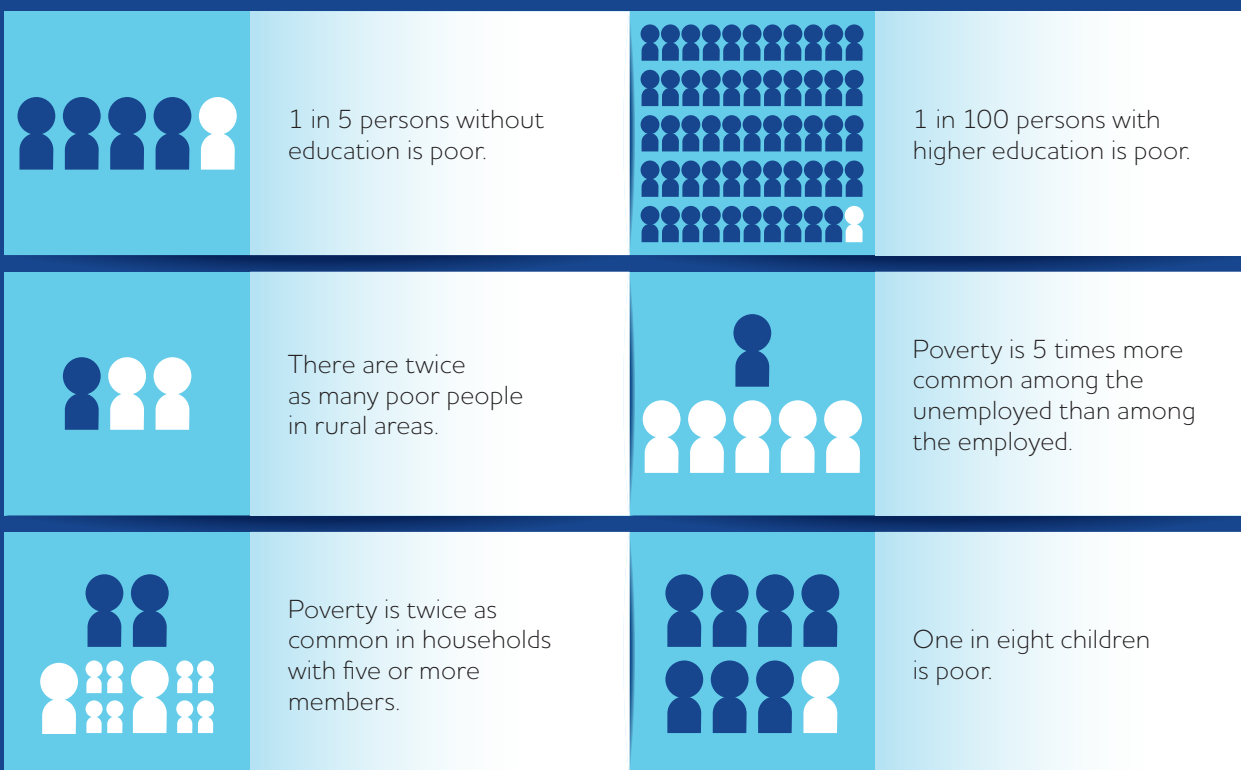 1 in 5 persons without
education is poor.
1 in 100 persons with
higher education is poor.
There are twice
as many poor people
in rural areas.
Poverty is 5 times more
common among the
unemployed than among
the employed.
Poverty is twice as
common in households
with five or more
members.
One in eight children
is poor.